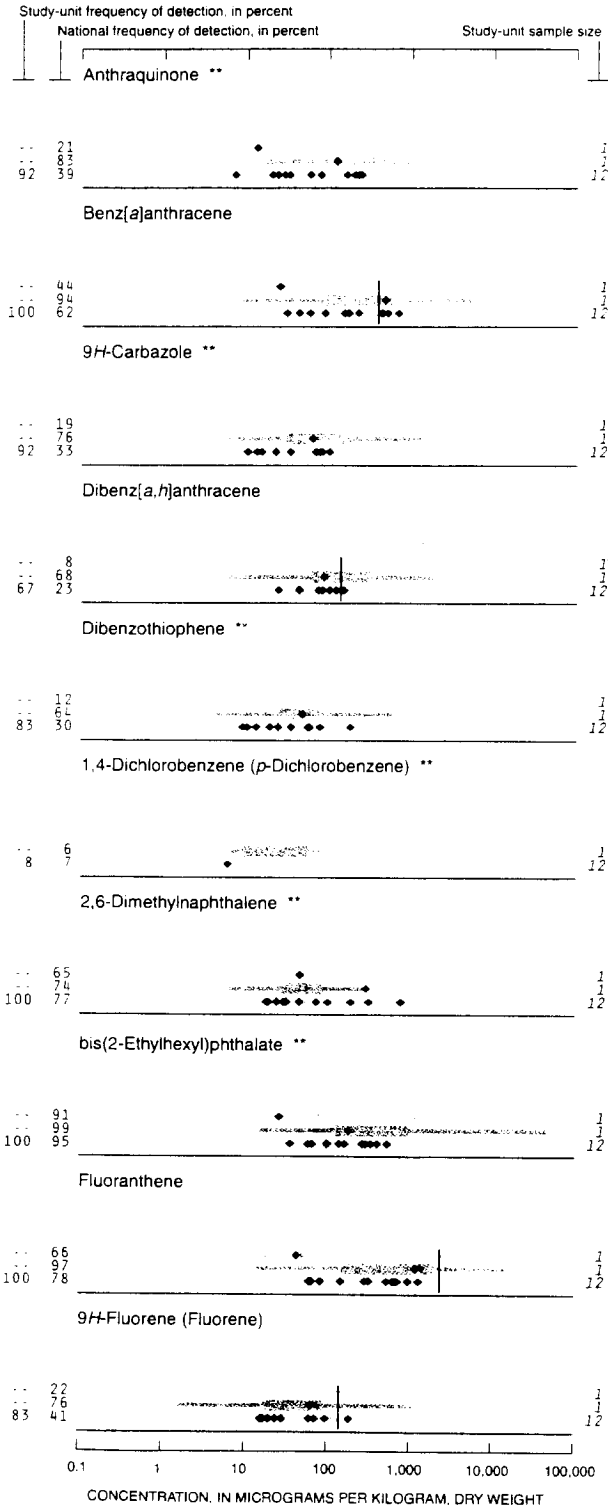 Study-unit frequency of detection, in percent
National frequency of detection, in percent
Study-unit sample size
Anthraquinone **
-- 21 1
-- 83 1
92 39 12
Benz[a]anthracene
-- 44 1
-- 94 1
100 62 12
9H-Carbazole **
-- 19 1
-- 76 1
92 33 12
Dibenz[a,h]anthracene
-- 8 1
-- 68 1
67 23 12
Dibenzothiophene **
-- 12 1
-- 64 1
83 30 12
1,4-Dichlorobenzene (p-Dichlorobenzene) **
-- 6 1
8 7 12
2,6-Dimethylnaphthalene **
-- 65 1
-- 74 1
100 77 12
bis(2-Ethylhexyl)phthalate **
-- 91 1
-- 99 1
100 95 12
Fluoranthene
-- 66 1
-- 97 1
100 78 12
9H-Fluorene (Fluorene)
-- 22 1
-- 76 1
83 41 12
0.1 1 10 100 1,000 10,000 100,000
CONCENTRATION, IN MICROGRAMS PER KILOGRAM, DRY WEIGHT